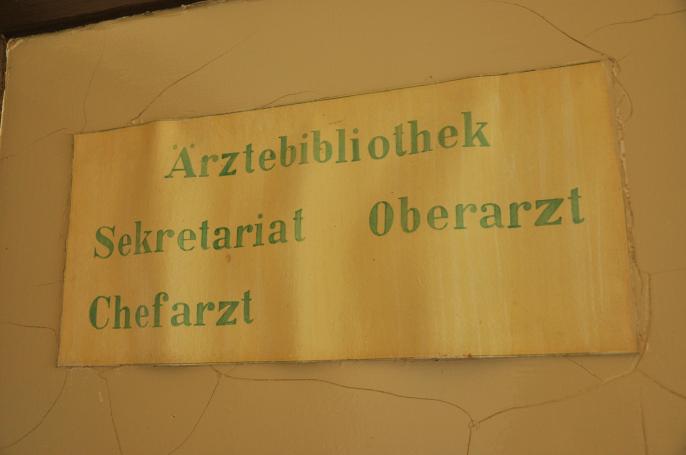 Ärztebibliothek
Sekretariat Oberarzt
Chefarzt